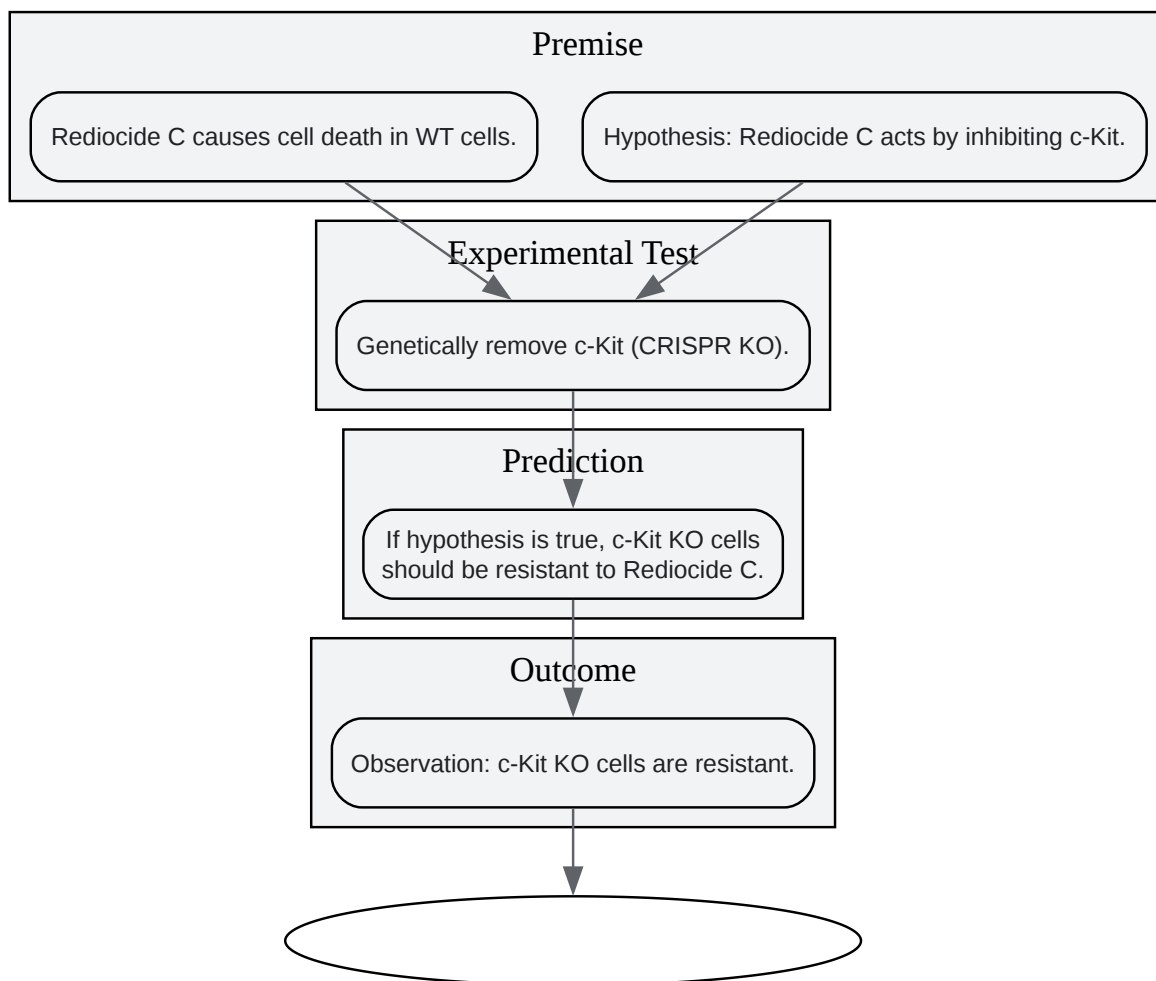 Premise
Rediocide C causes cell death in WT cells.
Hypothesis: Rediocide C acts by inhibiting c-Kit.
Experimental Test
Genetically remove c-Kit (CRISPR KO).
Prediction
If hypothesis is true, c-Kit KO cells
should be resistant to Rediocide C.
Outcome
Observation: c-Kit KO cells are resistant.